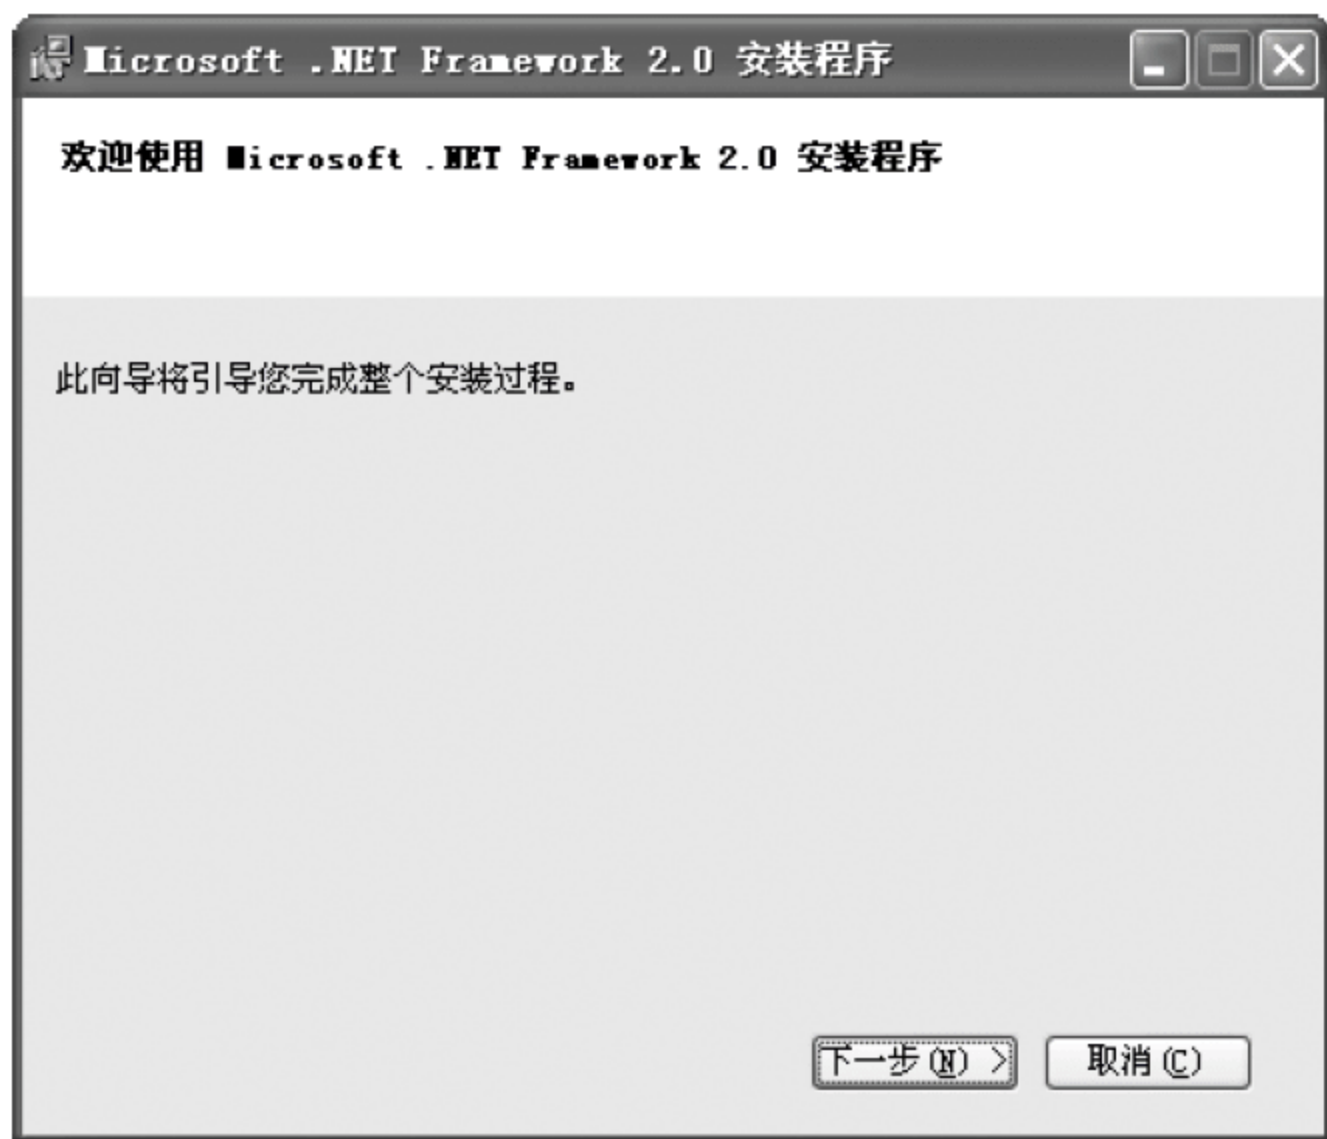 Microsoft .NET Framework 2.0 安装程序
欢迎使用 Microsoft .NET Framework 2.0 安装程序
此向导将引导您完成整个安装过程。
下一步(N) >
取消(C)